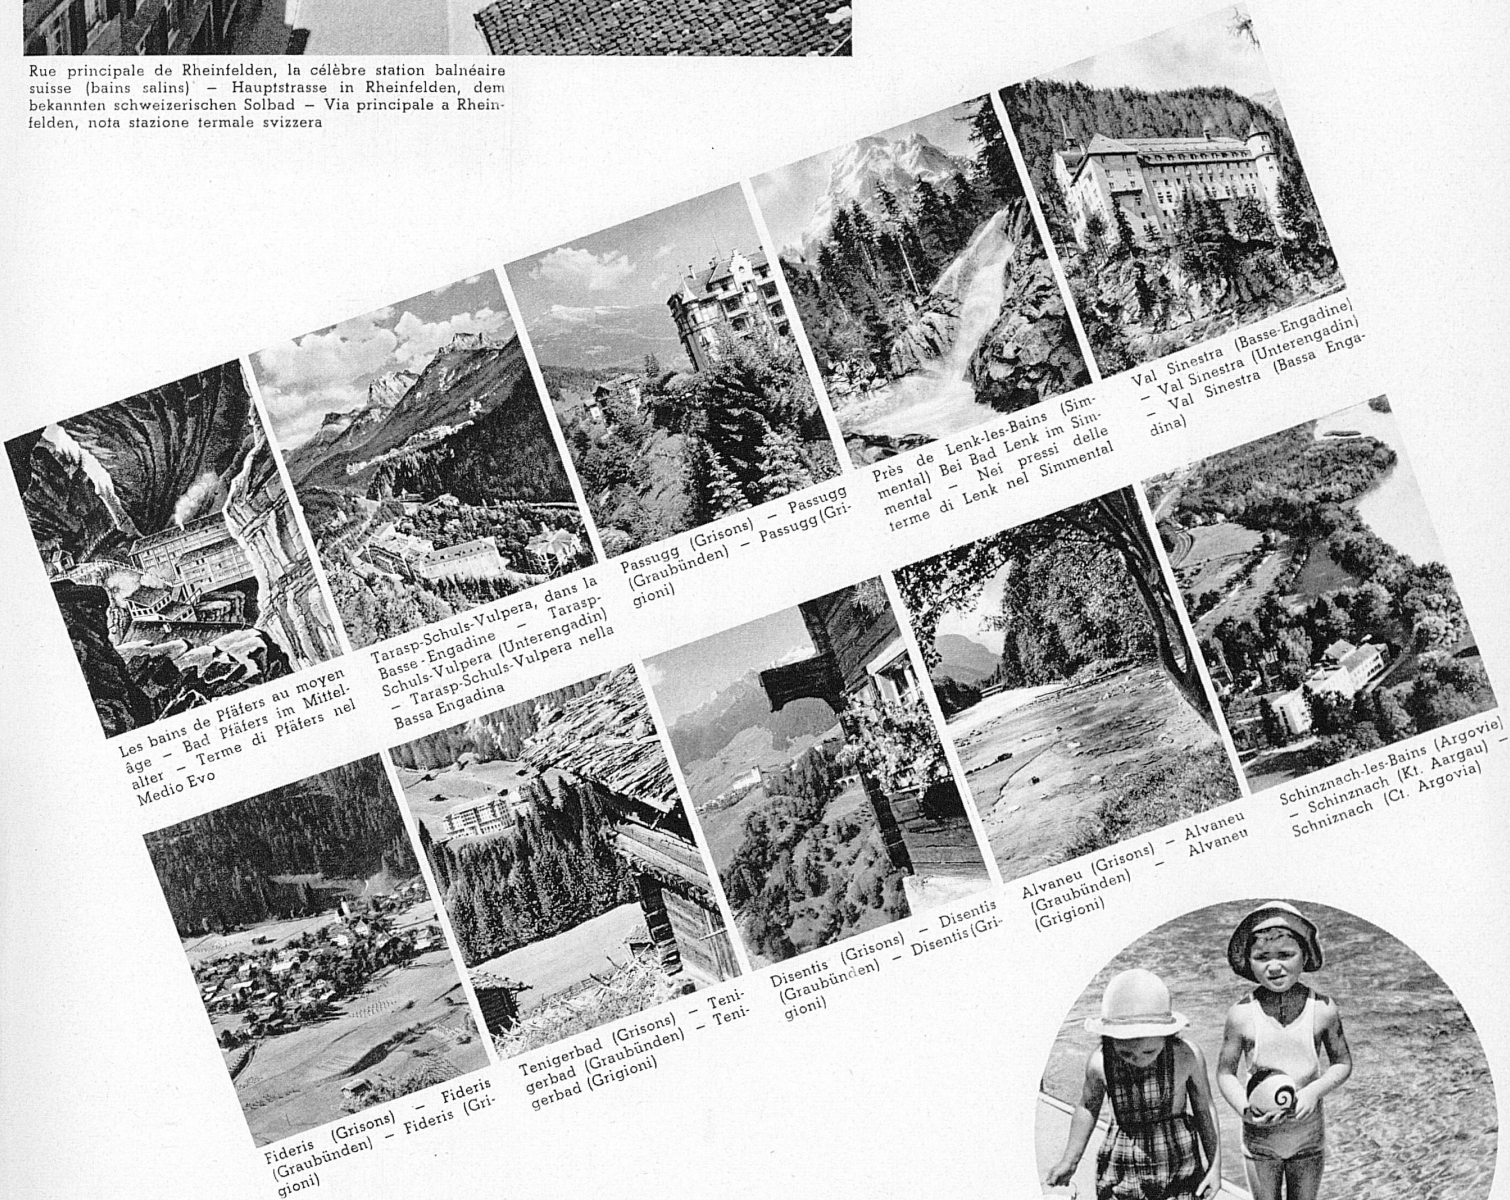 Rue principale de Rheinfelden, la célèbre station balnéaire
suisse (bains salins) – Hauptstrasse in Rheinfelden, dem
bekannten schweizerischen Solbad – Via principale a Rhein-
felden, nota stazione termale svizzera
Les bains de Pfäfers au moyen
âge – Bad Pfäfers im Mittel-
alter – Terme di Pfäfers nel
Medio Evo
Tarasp-Schuls-Vulpera, dans la
Basse-Engadine – Tarasp-
Schuls-Vulpera (Unterengadin)
– Tarasp-Schuls-Vulpera nella
Bassa Engadina
Passugg (Grisons) – Passugg
(Graubünden) – Passugg (Gri-
gioni)
Près de Lenk-les-Bains (Sim-
mental) Bei Bad Lenk im Sim-
mental – Nei pressi delle
terme di Lenk nel Simmental
Val Sinestra (Basse-Engadine)
– Val Sinestra (Unterengadin)
– Val Sinestra (Bassa Enga-
dina)
Fideris (Grisons) – Fideris
(Graubünden) – Fideris (Gri-
gioni)
Tenigerbad (Grisons) – Teni-
gerbad (Graubünden) – Teni-
gerbad (Grigioni)
Disentis (Grisons) – Disentis
(Graubünden) – Disentis (Gri-
gioni)
Alvaneu (Grisons) – Alvaneu
(Graubünden) – Alvaneu
(Grigioni)
Schinznach-les-Bains (Argovie)
– Schinznach (Kt. Aargau) –
Schniznach (Ct. Argovia)